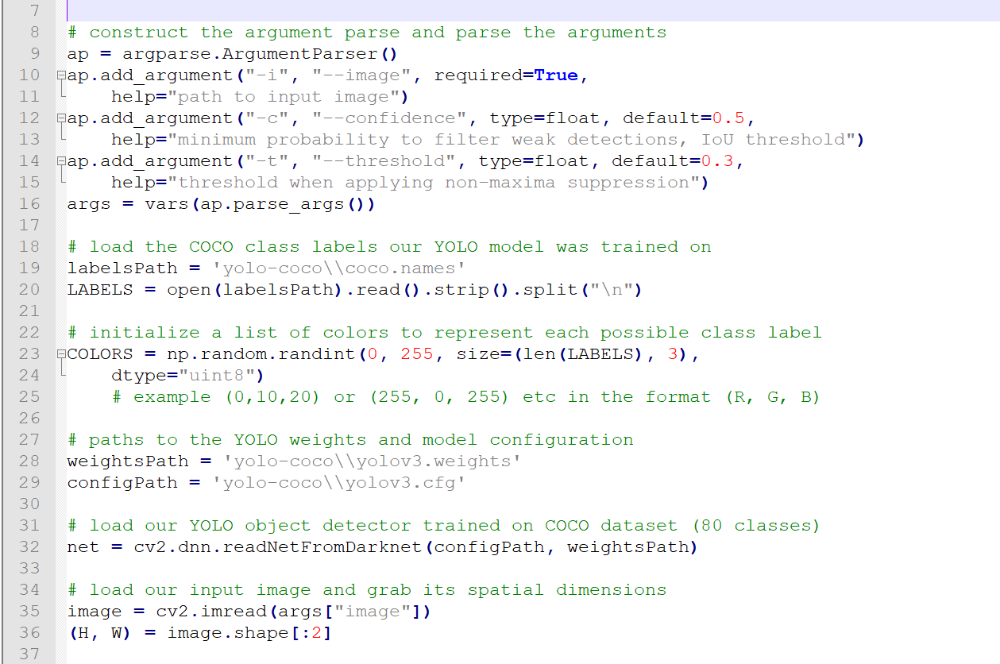 7
8 # construct the argument parse and parse the arguments
9 ap = argparse.ArgumentParser()
10 ap.add_argument("-i", "--image", required=True,
11     help="path to input image")
12 ap.add_argument("-c", "--confidence", type=float, default=0.5,
13     help="minimum probability to filter weak detections, IoU threshold")
14 ap.add_argument("-t", "--threshold", type=float, default=0.3,
15     help="threshold when applying non-maxima suppression")
16 args = vars(ap.parse_args())
17
18 # load the COCO class labels our YOLO model was trained on
19 labelsPath = 'yolo-coco\\coco.names'
20 LABELS = open(labelsPath).read().strip().split("\n")
21
22 # initialize a list of colors to represent each possible class label
23 COLORS = np.random.randint(0, 255, size=(len(LABELS), 3),
24     dtype="uint8")
25     # example (0,10,20) or (255, 0, 255) etc in the format (R, G, B)
26
27 # paths to the YOLO weights and model configuration
28 weightsPath = 'yolo-coco\\yolov3.weights'
29 configPath = 'yolo-coco\\yolov3.cfg'
30
31 # load our YOLO object detector trained on COCO dataset (80 classes)
32 net = cv2.dnn.readNetFromDarknet(configPath, weightsPath)
33
34 # load our input image and grab its spatial dimensions
35 image = cv2.imread(args["image"])
36 (H, W) = image.shape[:2]
37